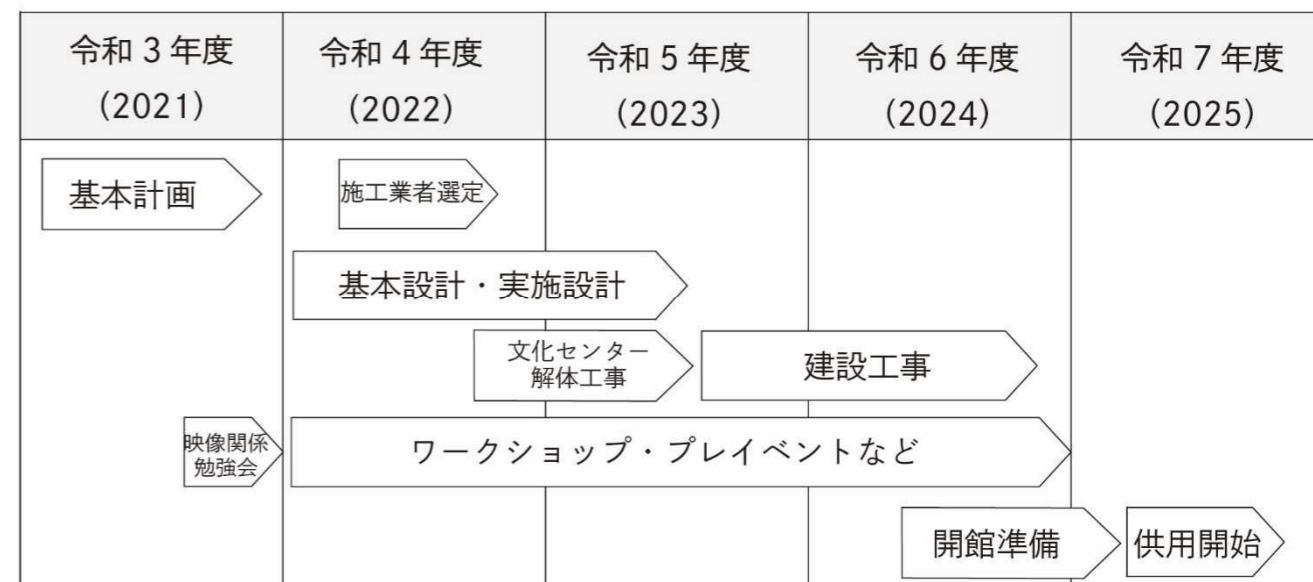 令和 3 年度
(2021)
令和 4 年度
(2022)
令和 5 年度
(2023)
令和 6 年度
(2024)
令和 7 年度
(2025)
基本計画
施工業者選定
基本設計・実施設計
文化センター
解体工事
建設工事
映像関係
勉強会
ワークショップ・プレイベントなど
開館準備
供用開始